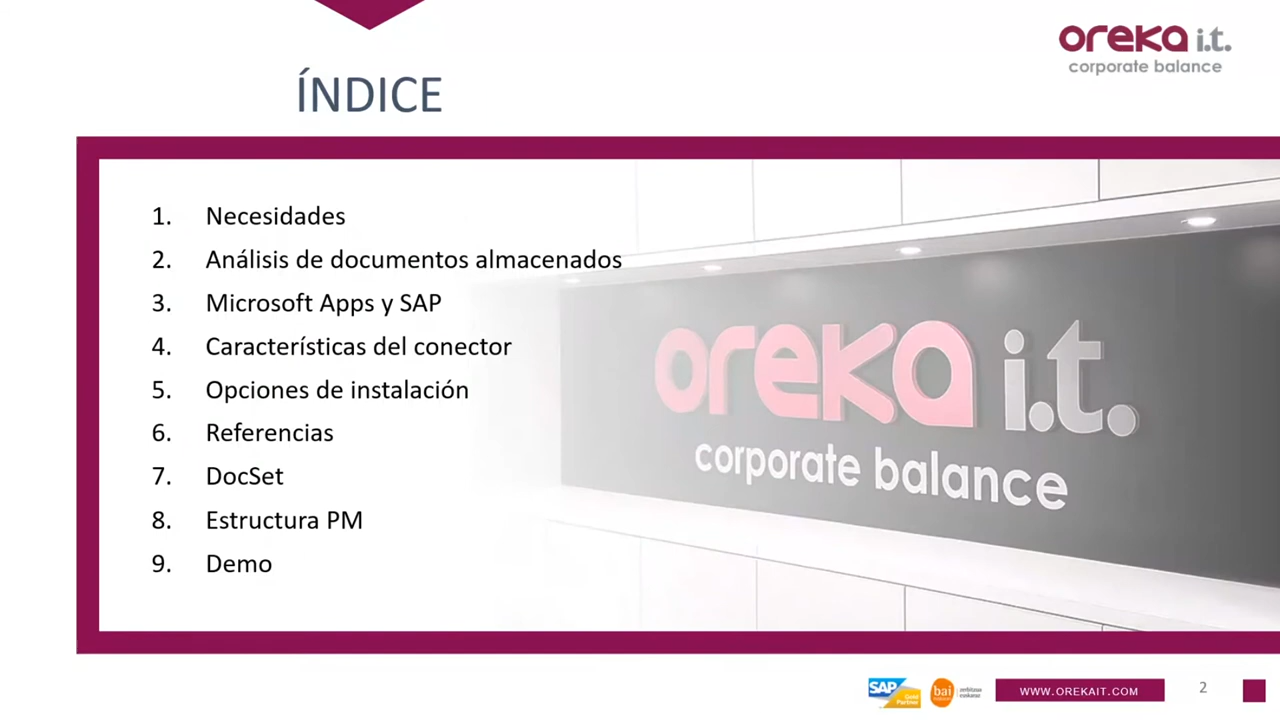 oreka i.t.
corporate balance
ÍNDICE
1. Necesidades
2. Análisis de documentos almacenados
3. Microsoft Apps y SAP
4. Características del conector
5. Opciones de instalación
6. Referencias
7. DocSet
8. Estructura PM
9. Demo
oreka i.t.
corporate balance
SAP
Gold
Partner
bai
WWW.OREKAIT.COM
2